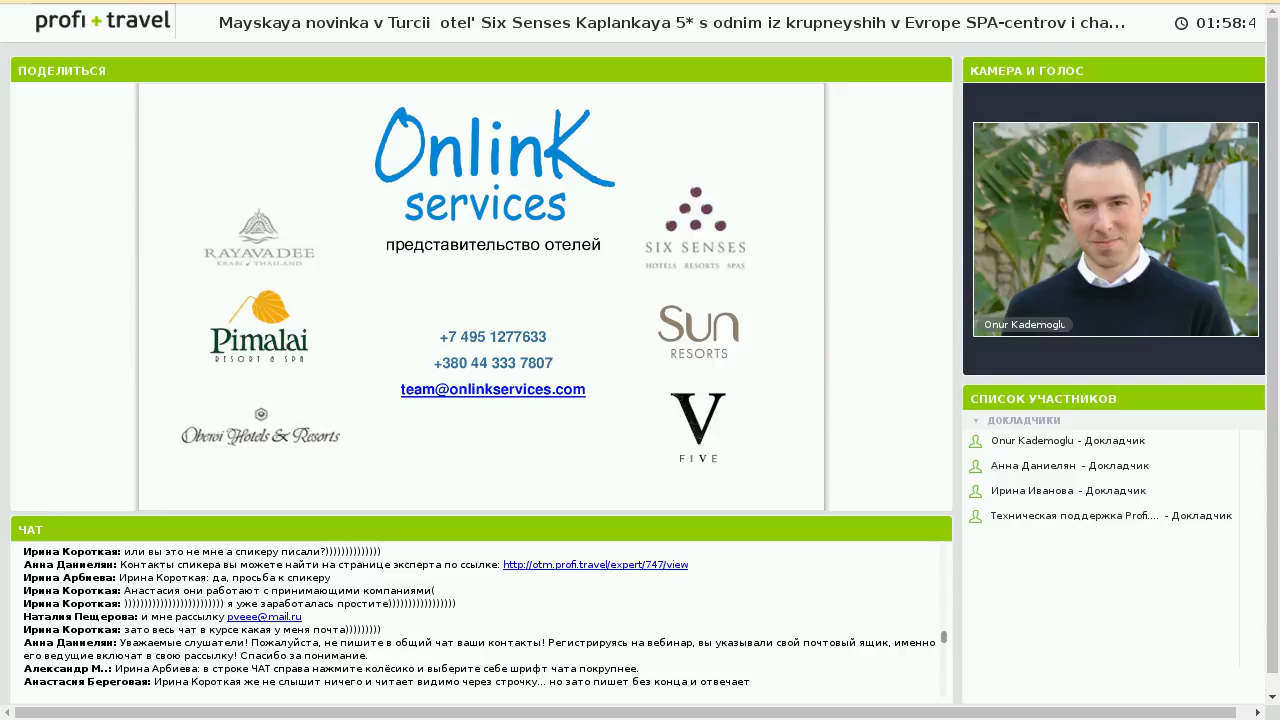 profi + travel
Mayskaya novinka v Turcii otel' Six Senses Kaplankaya 5* s odnim iz krupneyshih v Evrope SPA-centrov i cha...
01:58:4
ПОДЕЛИТЬСЯ
Onlink
services
представительство отелей
RAYAVADEE
KRABI THAILAND
SIX SENSES
HOTELS RESORTS SPAS
Pimalai
RESORT & SPA
Sun
RESORTS
+7 495 1277633
+380 44 333 7807
team@onlinkservices.com
Oberoi Hotels & Resorts
V
FIVE
КАМЕРА И ГОЛОС
Onur Kademoglu
СПИСОК УЧАСТНИКОВ
ДОКЛАДЧИКИ
Onur Kademoglu - Докладчик
Анна Даниелян - Докладчик
Ирина Иванова - Докладчик
Техническая поддержка Profi.... - Докладчик
ЧАТ
Ирина Короткая: или вы это не мне а спикеру писали?))))))))))))))
Анна Даниелян: Контакты спикера вы можете найти на странице эксперта по ссылке: http://otm.profi.travel/expert/747/view
Ирина Арбиева: Ирина Короткая: да, просьба к спикеру
Ирина Короткая: Анастасия они работают с принимающими компаниями(
Ирина Короткая: ))))))))))))))))))))))))) я уже заработалась простите)))))))))))))))))
Наталия Пещерова: и мне рассылку pveee@mail.ru
Ирина Короткая: зато весь чат в курсе какая у меня почта)))))))))
Анна Даниелян: Уважаемые слушатели! Пожалуйста, не пишите в общий чат ваши контакты! Регистрируясь на вебинар, вы указывали свой почтовый ящик, именно
его ведущие включат в свою рассылку! Спасибо за понимание.
Александр М..: Ирина Арбиева: в строке ЧАТ справа нажмите колёсико и выберите себе шрифт чата покрупнее.
Анастасия Береговая: Ирина Короткая же не слышит ничего и читает видимо через строчку... но зато пишет без конца и отвечает